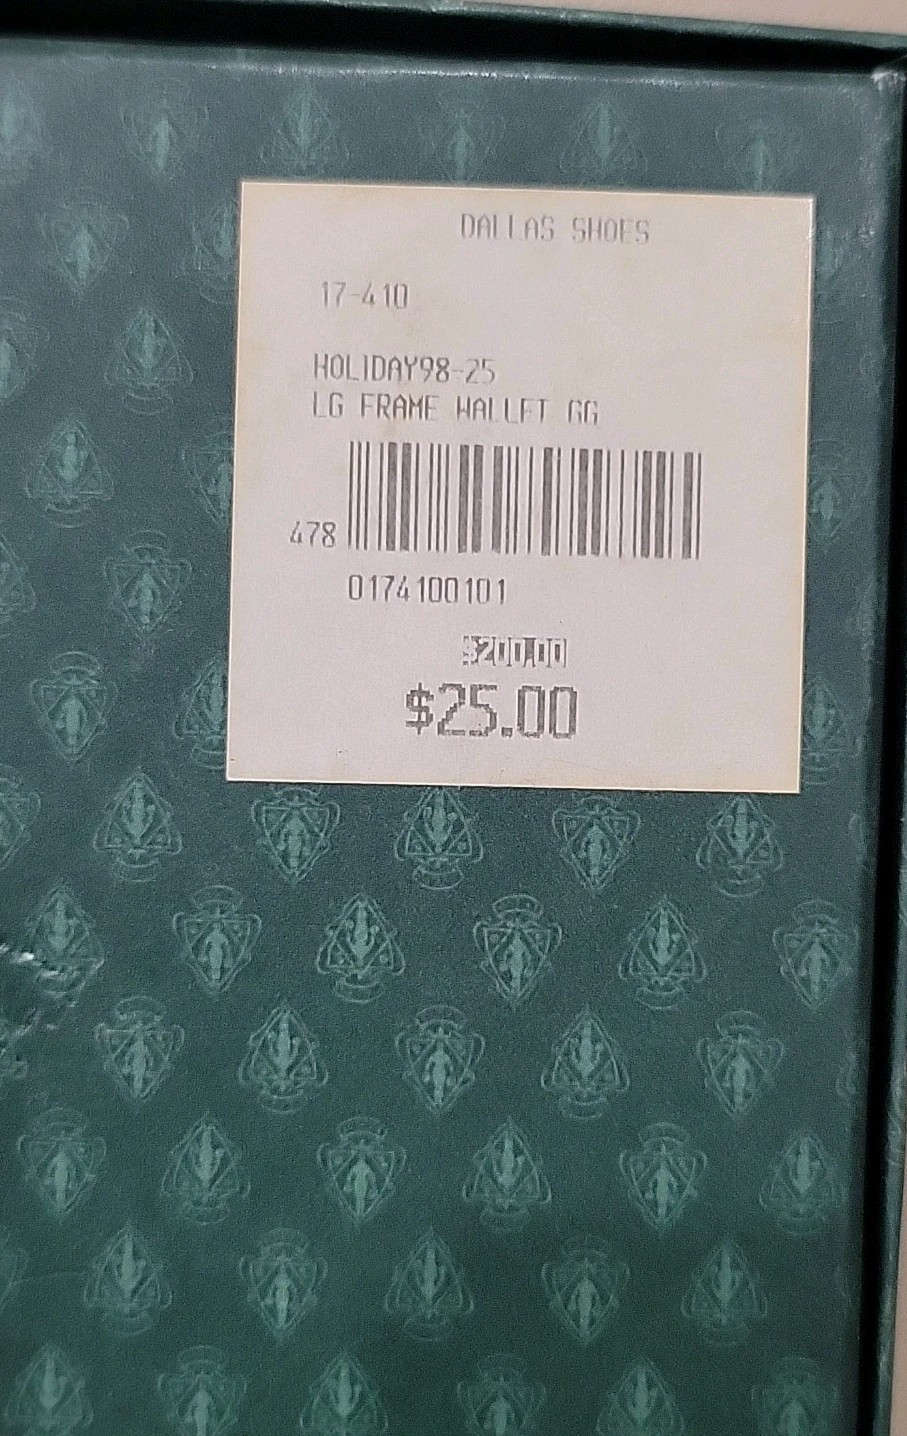 DALLAS SHOES
17-410
HOLIDAY98-25
LG FRAME WALLET GG
478
0174100101
$200.00
$25.00